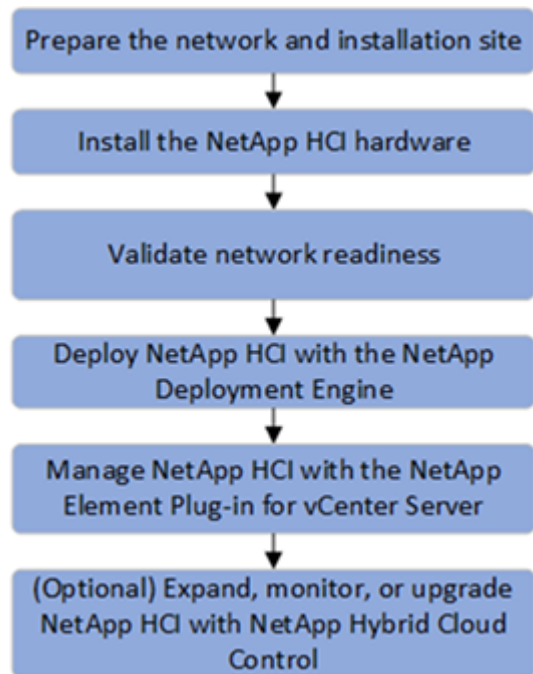 Prepare the network and installation site
Install the NetApp HCI hardware
Validate network readiness
Deploy NetApp HCI with the NetApp
Deployment Engine
Manage NetApp HCI with the NetApp
Element Plug-in for vCenter Server
(Optional) Expand, monitor, or upgrade
NetApp HCI with NetApp Hybrid Cloud
Control